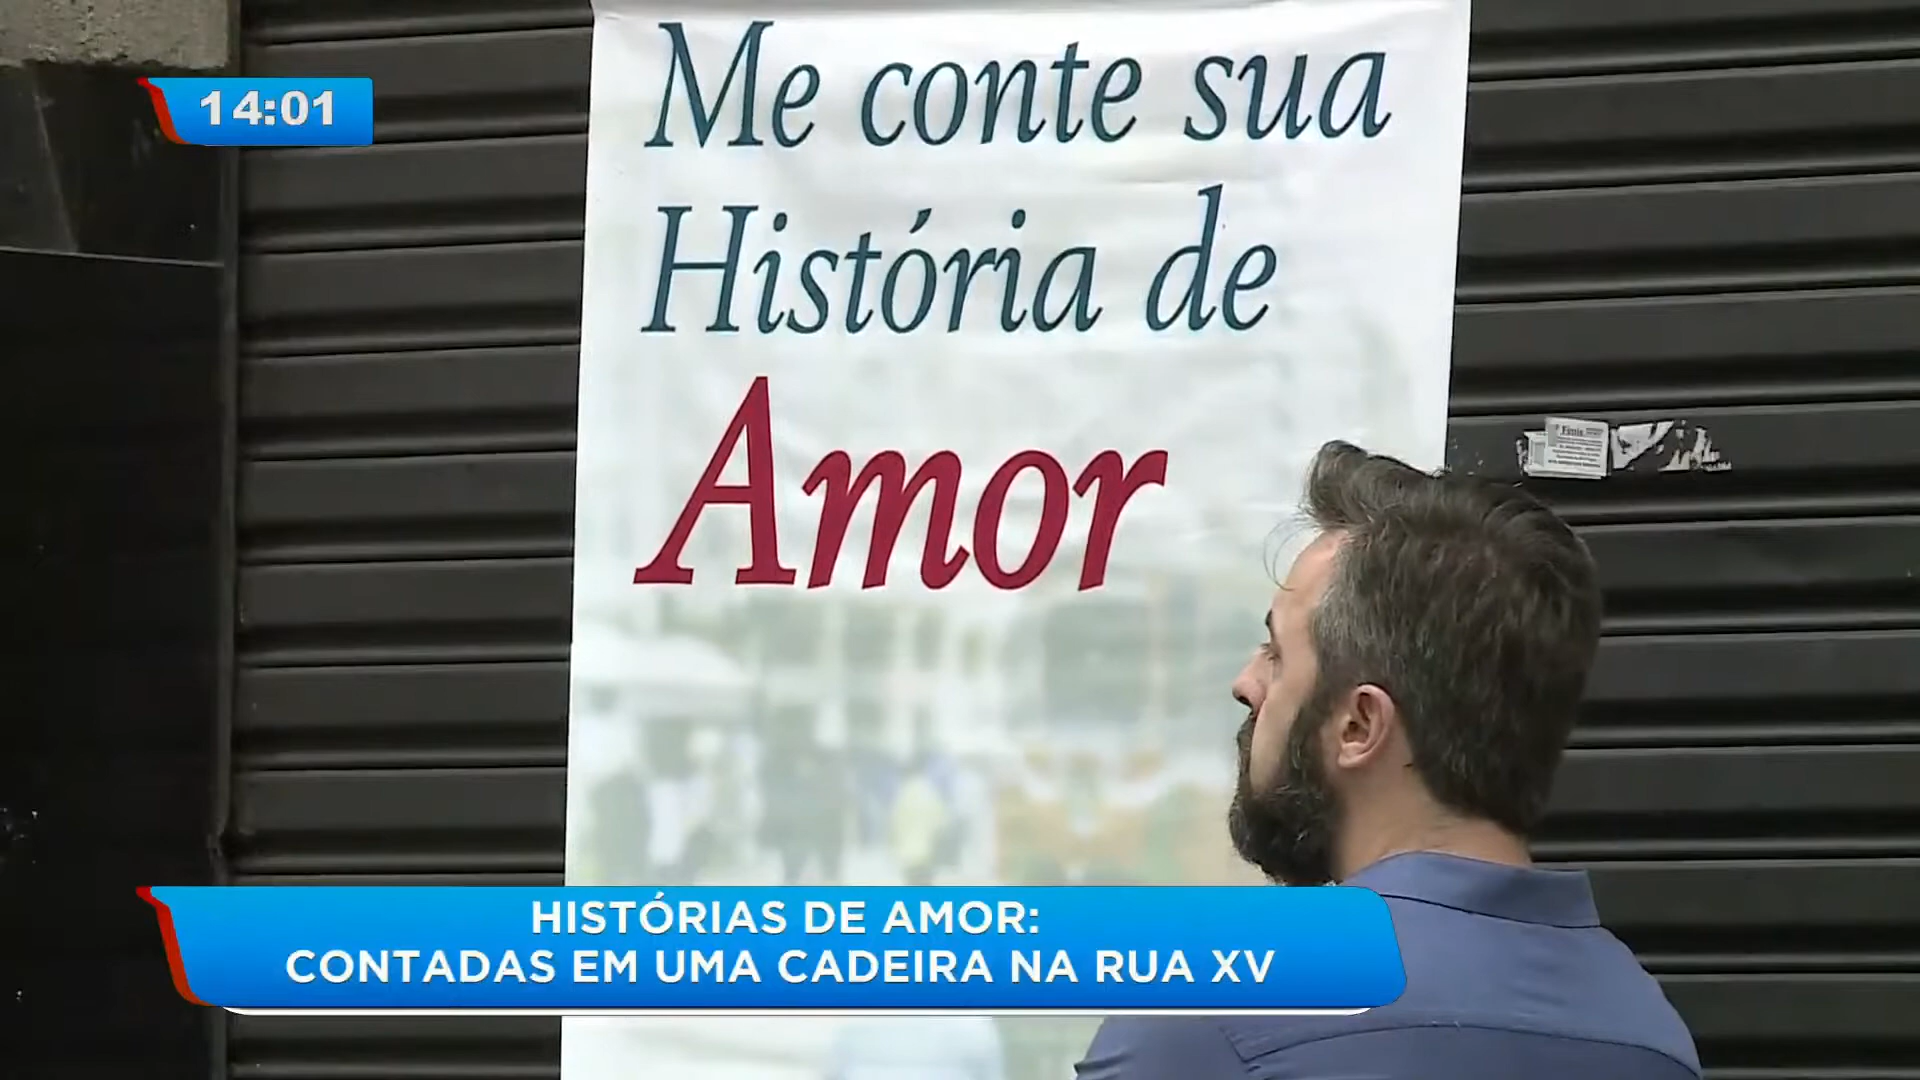 14:01
Me conte sua
História de
Amor
HISTÓRIAS DE AMOR:
CONTADAS EM UMA CADEIRA NA RUA XV